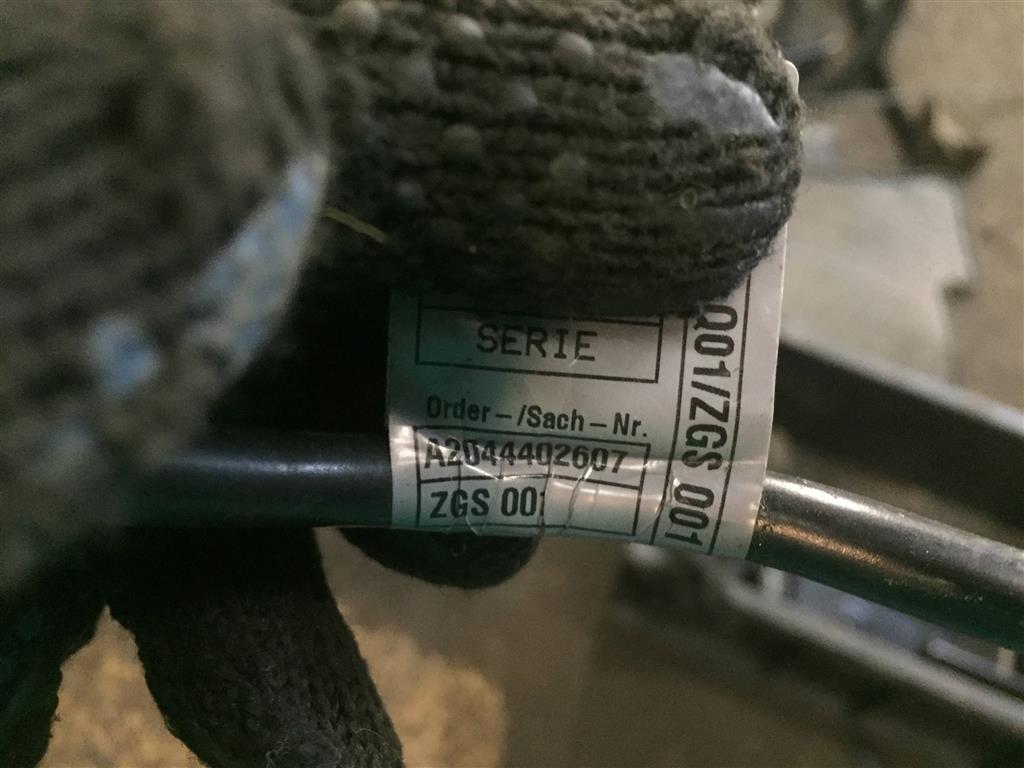 SERIE
Order-/Sach-Nr.
A2044402607
ZGS 001
Q01/ZGS 001